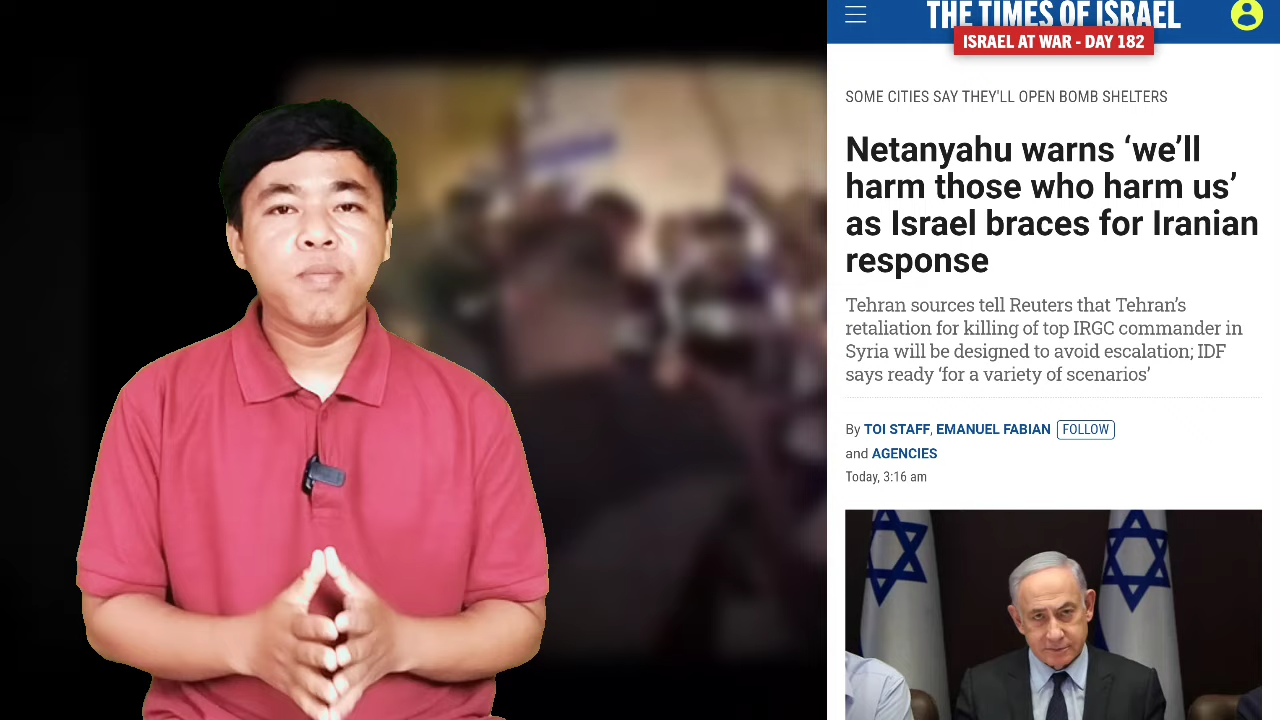 THE TIMES OF ISRAEL
ISRAEL AT WAR - DAY 182
SOME CITIES SAY THEY'LL OPEN BOMB SHELTERS
Netanyahu warns ‘we’ll
harm those who harm us’
as Israel braces for Iranian
response
Tehran sources tell Reuters that Tehran’s
retaliation for killing of top IRGC commander in
Syria will be designed to avoid escalation; IDF
says ready ‘for a variety of scenarios’
By TOI STAFF, EMANUEL FABIAN FOLLOW
and AGENCIES
Today, 3:16 am